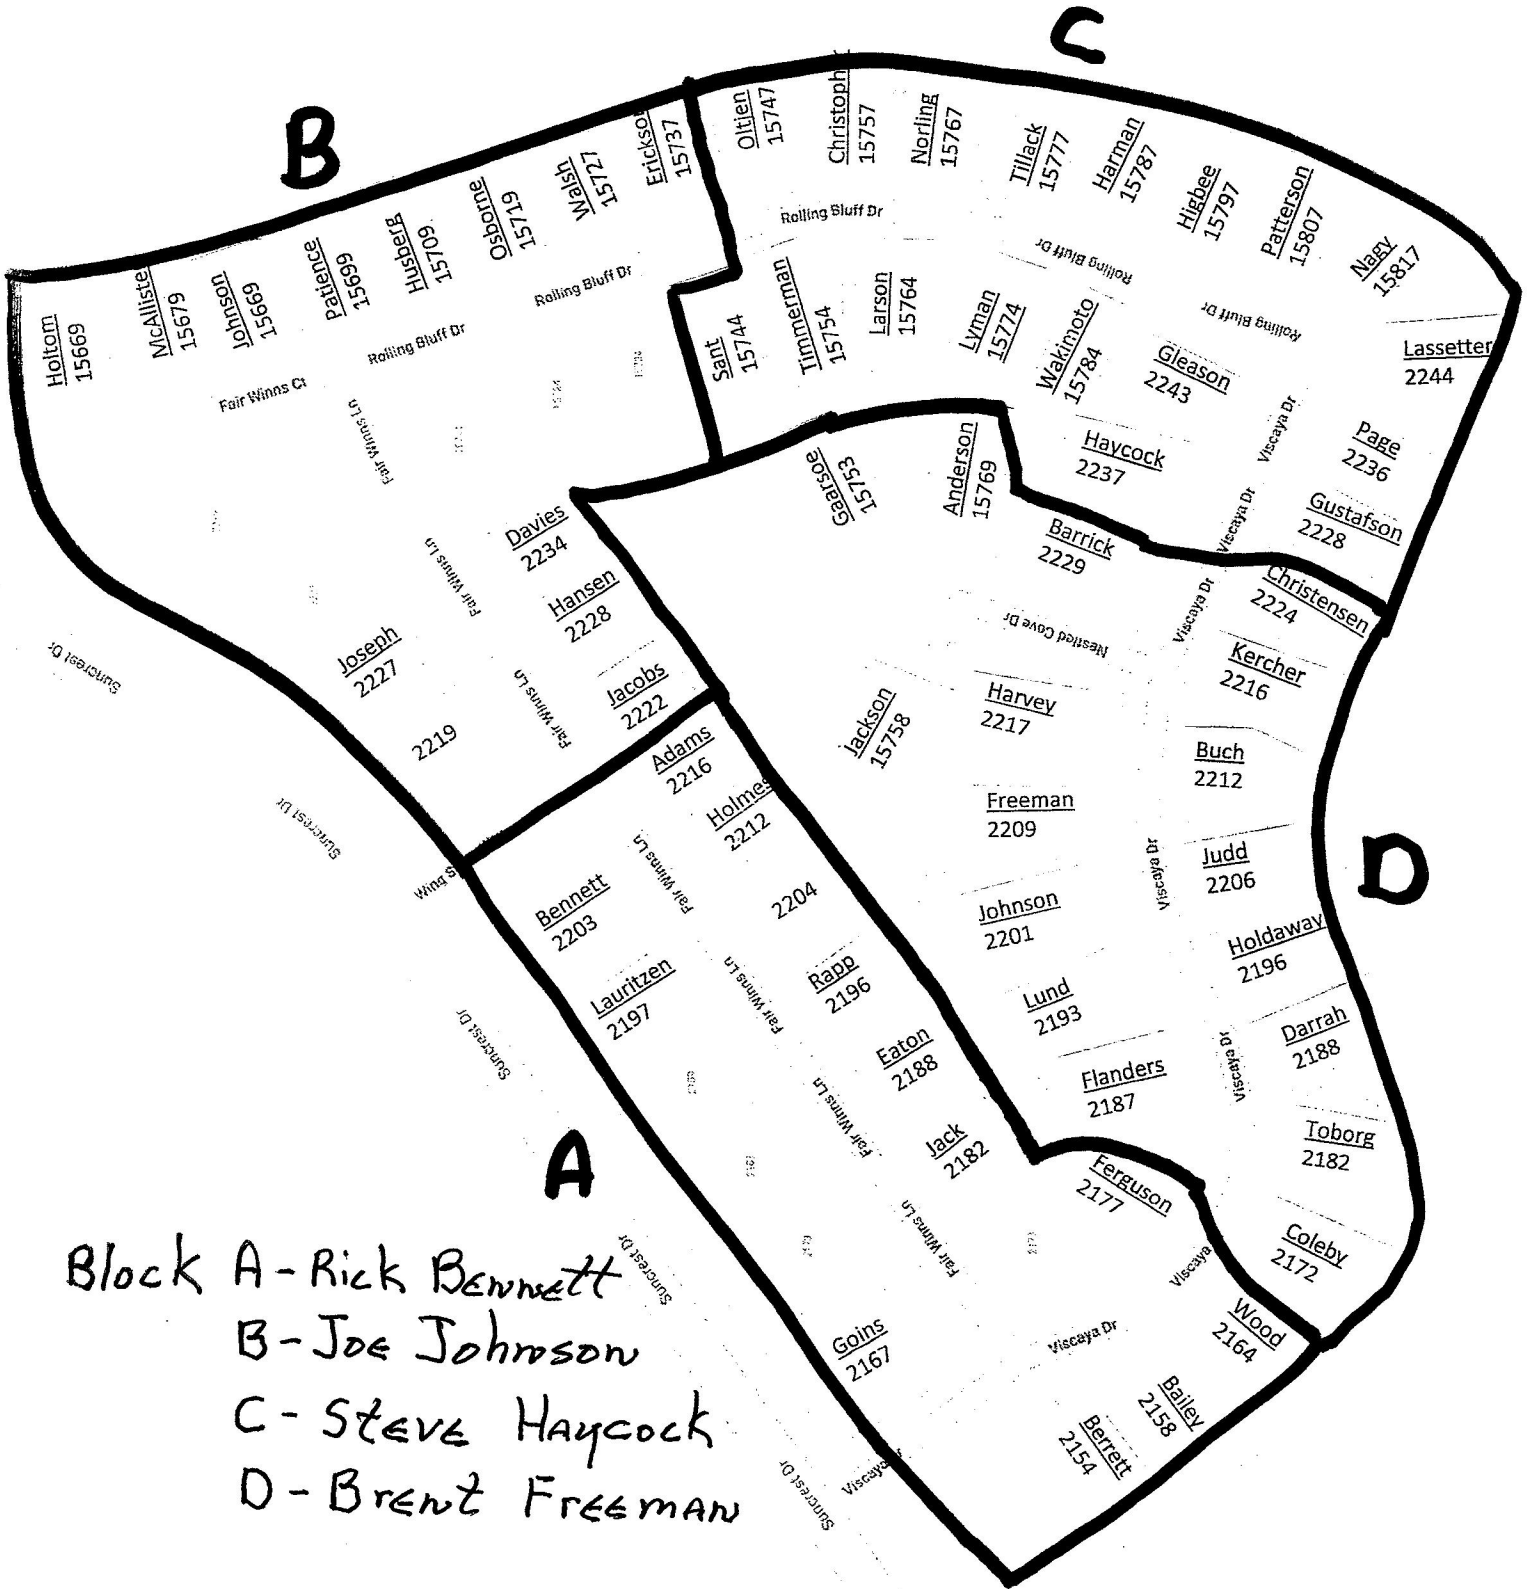 C
B
Oltjen
15747
Christoph
15757
Norling
15767
Tillack
15777
Harman
15787
Higbee
15797
Patterson
15807
Nagy
15817
Erickso
15737
Walsh
15727
Osborne
15719
Husberg
15709
Patience
15699
Johnson
15669
McAlliste
15679
Holtom
15669
Rolling Bluff Dr
Rolling Bluff Dr
Rolling Bluff Dr
Rolling Bluff Dr
Rolling Bluff Dr
Fair Winns Ct
Sant
15744
Timmerman
15754
Larson
15764
Lyman
15774
Wakimoto
15784
Gleason
2243
Lassetter
2244
Haycock
2237
Page
2236
Gustafson
2228
Viscaya Dr
Viscaya Dr
Fair Winns Ln
Gaarsoe
15753
Anderson
15769
Barrick
2229
Christensen
2224
Viscaya Dr
Nestled Cove Dr
Kercher
2216
Davies
2234
Hansen
2228
Fair Winns Ln
Joseph
2227
Jacobs
2222
Fair Winns Ln
2219
Suncrest Dr
Suncrest Dr
Jackson
15758
Harvey
2217
Buch
2212
Freeman
2209
Judd
2206
D
Viscaya Dr
Johnson
2201
Holdaway
2196
Lund
2193
Darrah
2188
Viscaya Dr
Flanders
2187
Toborg
2182
Coleby
2172
Adams
2216
Holmes
2212
Wing S
Fair Winns Ln
Bennett
2203
2204
Lauritzen
2197
Rapp
2196
Fair Winns Ln
Suncrest Dr
Eaton
2188
Fair Winns Ln
Jack
2182
A
Ferguson
2177
Fair Winns Ln
Suncrest Dr
Viscaya
Goins
2167
Viscaya Dr
Wood
2164
Bailey
2158
Berrett
2154
Viscaya
Suncrest Dr
Block A - Rick Bennett
B - Joe Johnson
C - Steve Haycock
D - Brent Freeman